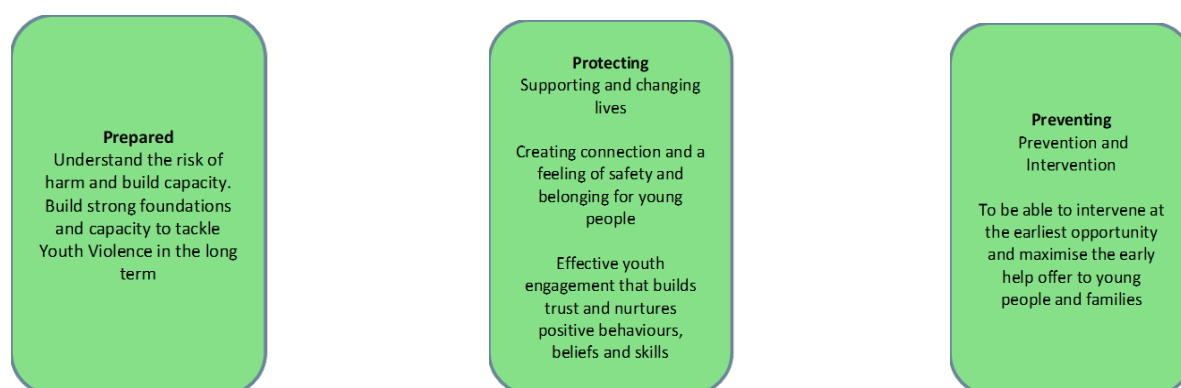 Prepared
Understand the risk of
harm and build capacity.
Build strong foundations
and capacity to tackle
Youth Violence in the long
term
Protecting
Supporting and changing
lives
Creating connection and a
feeling of safety and
belonging for young
people
Effective youth
engagement that builds
trust and nurtures
positive behaviours,
beliefs and skills
Preventing
Prevention and
Intervention
To be able to intervene at
the earliest opportunity
and maximise the early
help offer to young
people and families